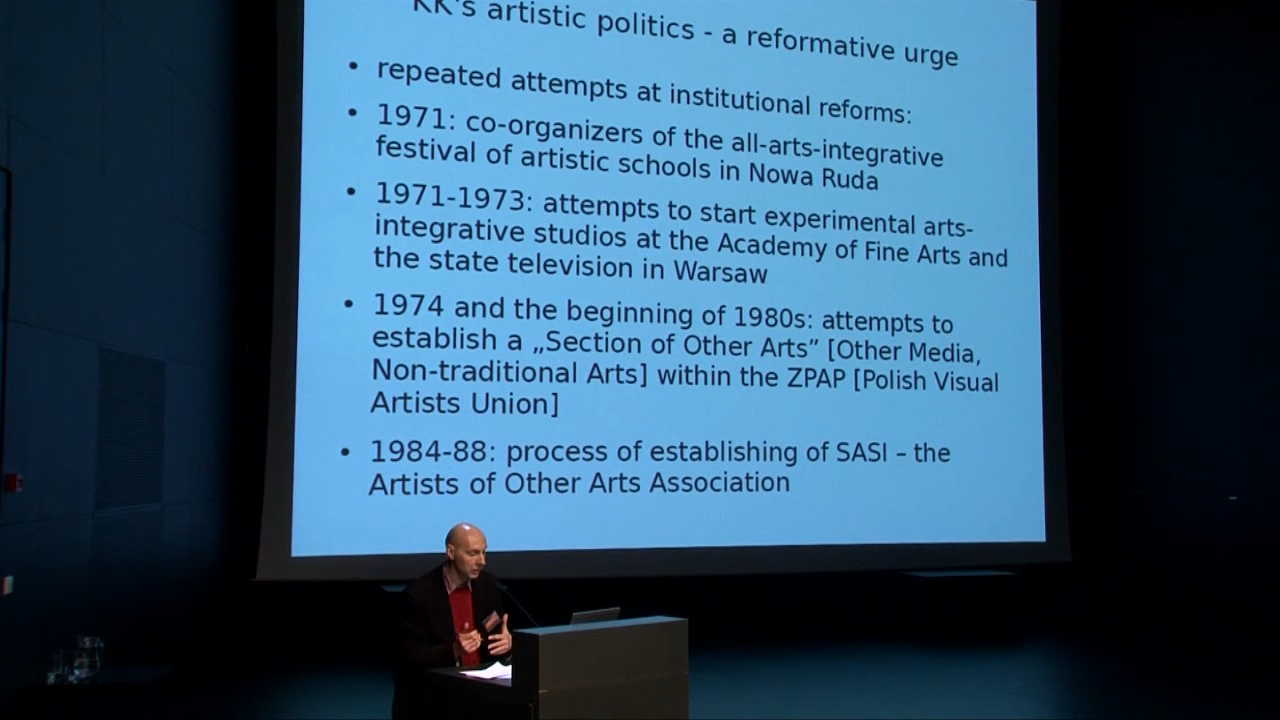 KK's artistic politics - a reformative urge
• repeated attempts at institutional reforms:
• 1971: co-organizers of the all-arts-integrative
festival of artistic schools in Nowa Ruda
• 1971-1973: attempts to start experimental arts-
integrative studios at the Academy of Fine Arts and
the state television in Warsaw
• 1974 and the beginning of 1980s: attempts to
establish a „Section of Other Arts” [Other Media,
Non-traditional Arts] within the ZPAP [Polish Visual
Artists Union]
• 1984-88: process of establishing of SASI – the
Artists of Other Arts Association